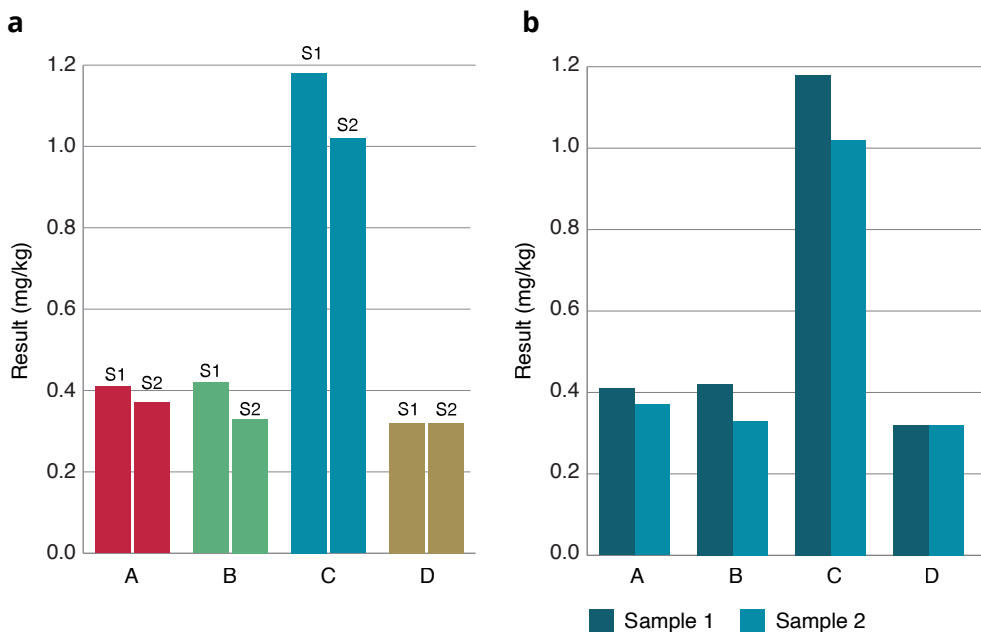 a
Result (mg/kg)
1.2
1.0
0.8
0.6
0.4
0.2
0.0
S1
S2
S1
S2
S1
S2
S1 S2
A B C D
b
Result (mg/kg)
1.2
1.0
0.8
0.6
0.4
0.2
0.0
A B C D
Sample 1 Sample 2